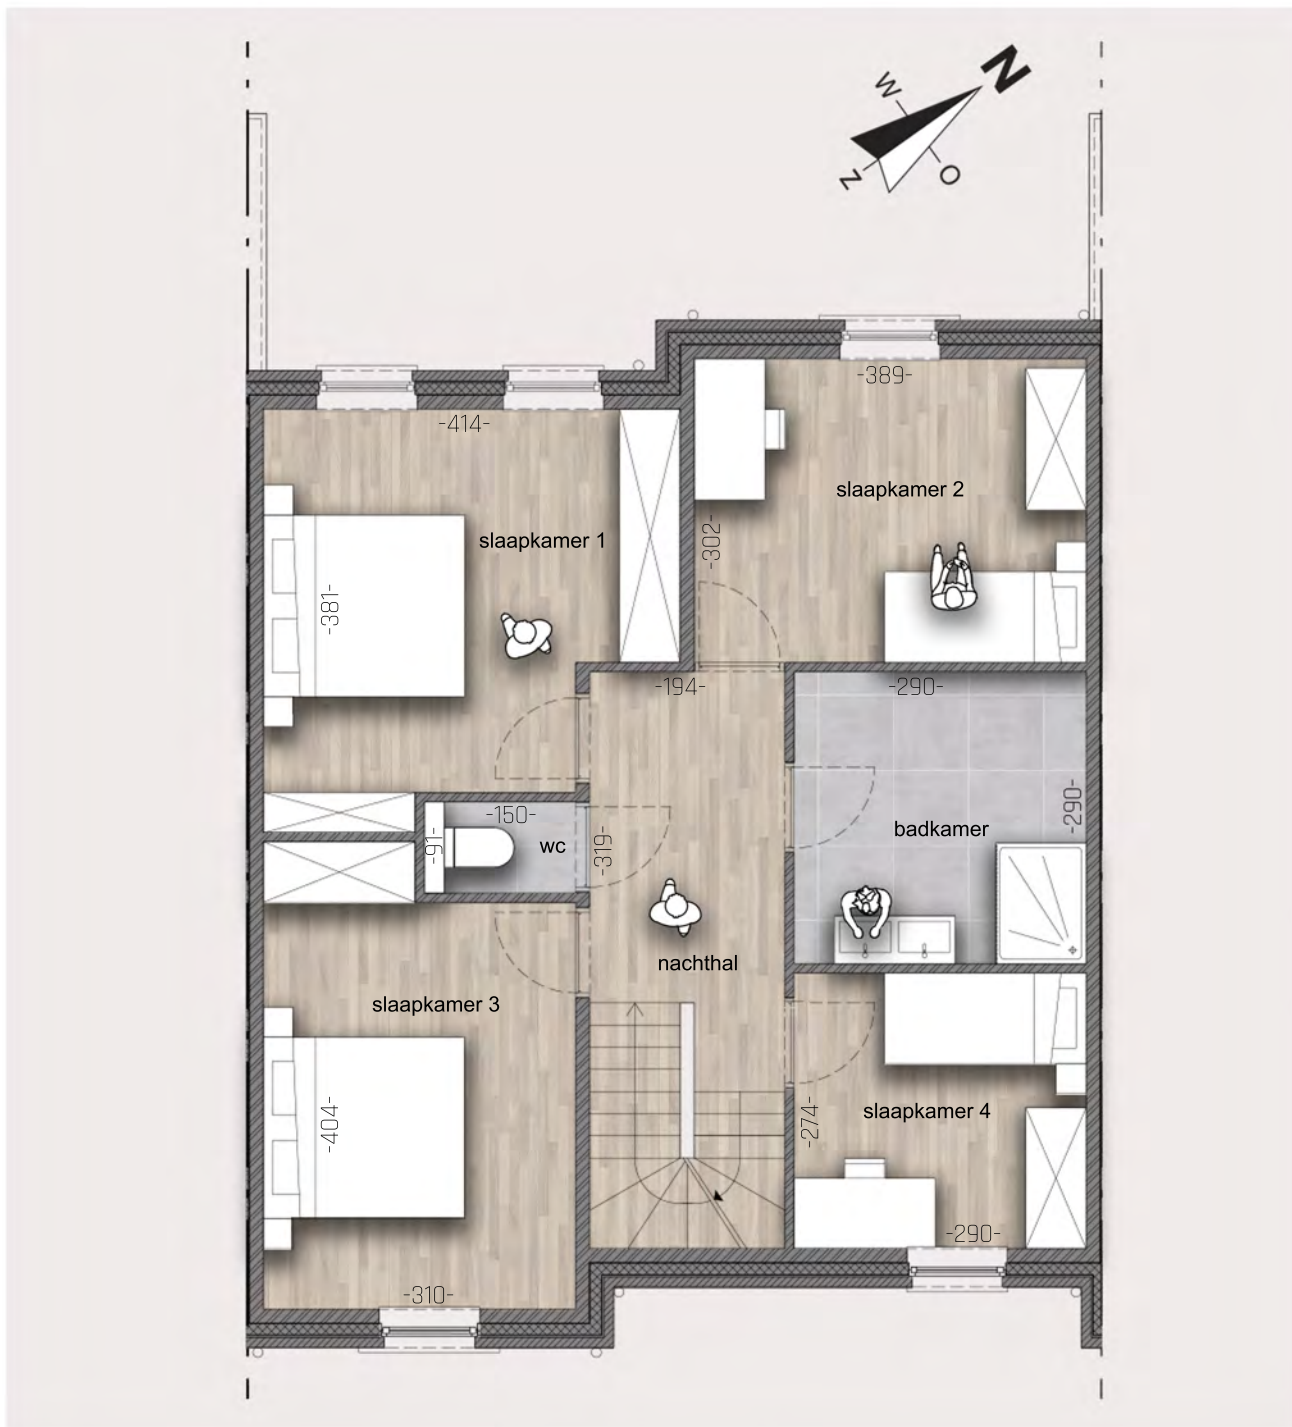 N
W
Z
O
-389-
-414-
slaapkamer 2
-302-
slaapkamer 1
-381-
-194-
-290-
-290-
-150-
wc
-91-
-319-
badkamer
nachthal
slaapkamer 3
-404-
slaapkamer 4
-274-
-290-
-310-